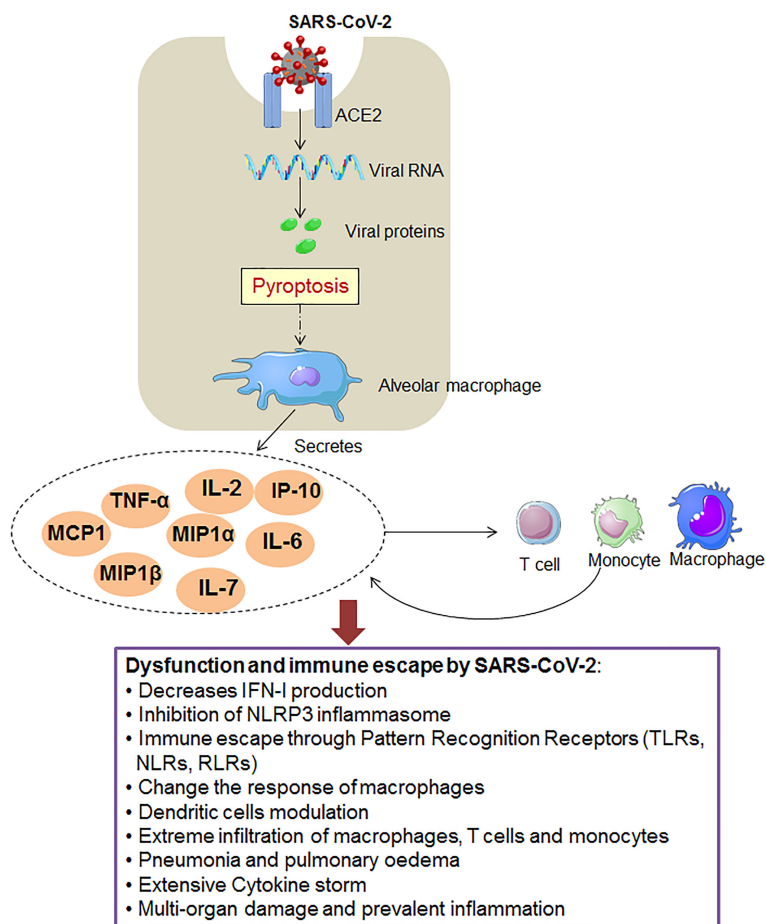 SARS-CoV-2
ACE2
Viral RNA
Viral proteins
Pyroptosis
Alveolar macrophage
Secretes
TNF-α
IL-2
IP-10
MCP1
MIP1α
IL-6
MIP1β
IL-7
T cell
Monocyte
Macrophage
Dysfunction and immune escape by SARS-CoV-2:
• Decreases IFN-I production
• Inhibition of NLRP3 inflammasome
• Immune escape through Pattern Recognition Receptors (TLRs,
NLRs, RLRs)
• Change the response of macrophages
• Dendritic cells modulation
• Extreme infiltration of macrophages, T cells and monocytes
• Pneumonia and pulmonary oedema
• Extensive Cytokine storm
• Multi-organ damage and prevalent inflammation